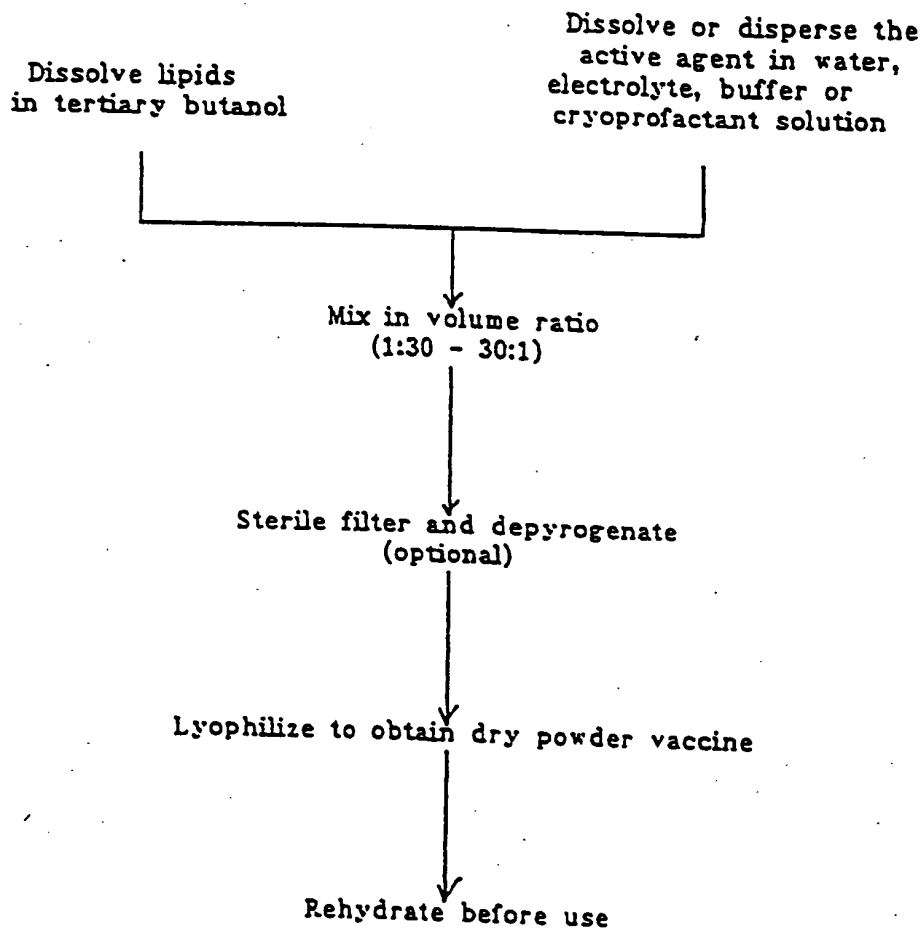 Dissolve lipids
in tertiary butanol
Dissolve or disperse the
active agent in water,
electrolyte, buffer or
cryoprofactant solution
Mix in volume ratio
(1:30 - 30:1)
Sterile filter and depyrogenate
(optional)
Lyophilize to obtain dry powder vaccine
Rehydrate before use